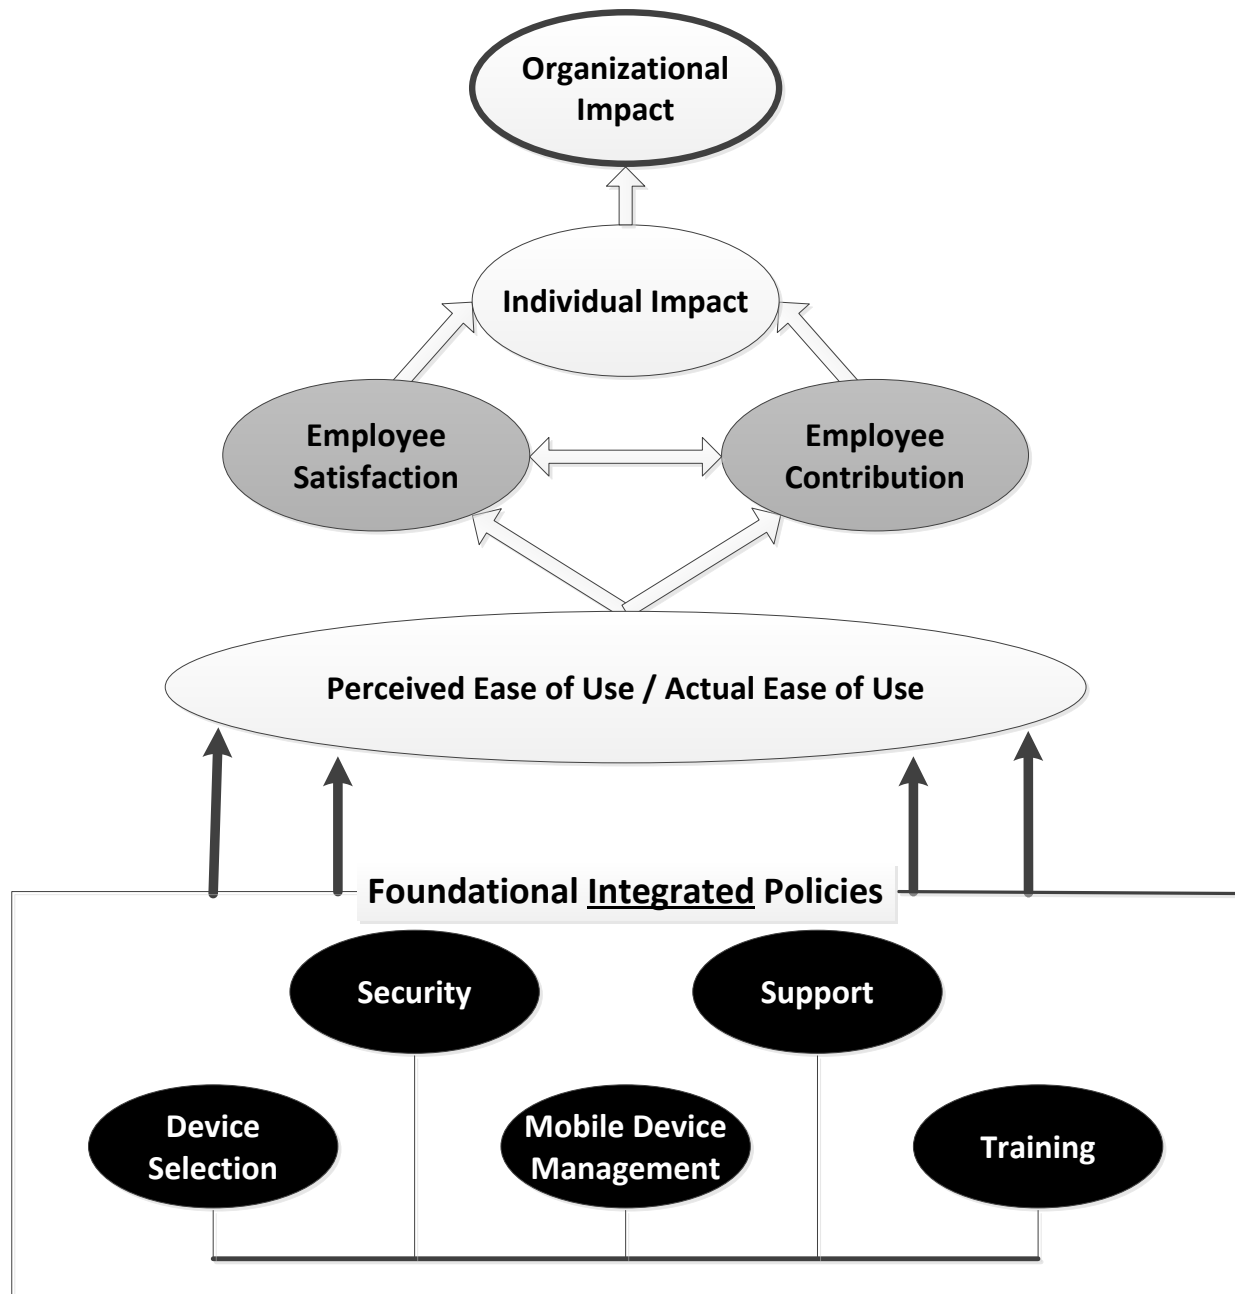 Organizational
Impact
Individual Impact
Employee
Satisfaction
Employee
Contribution
Perceived Ease of Use / Actual Ease of Use
Foundational Integrated Policies
Security
Support
Device
Selection
Mobile Device
Management
Training